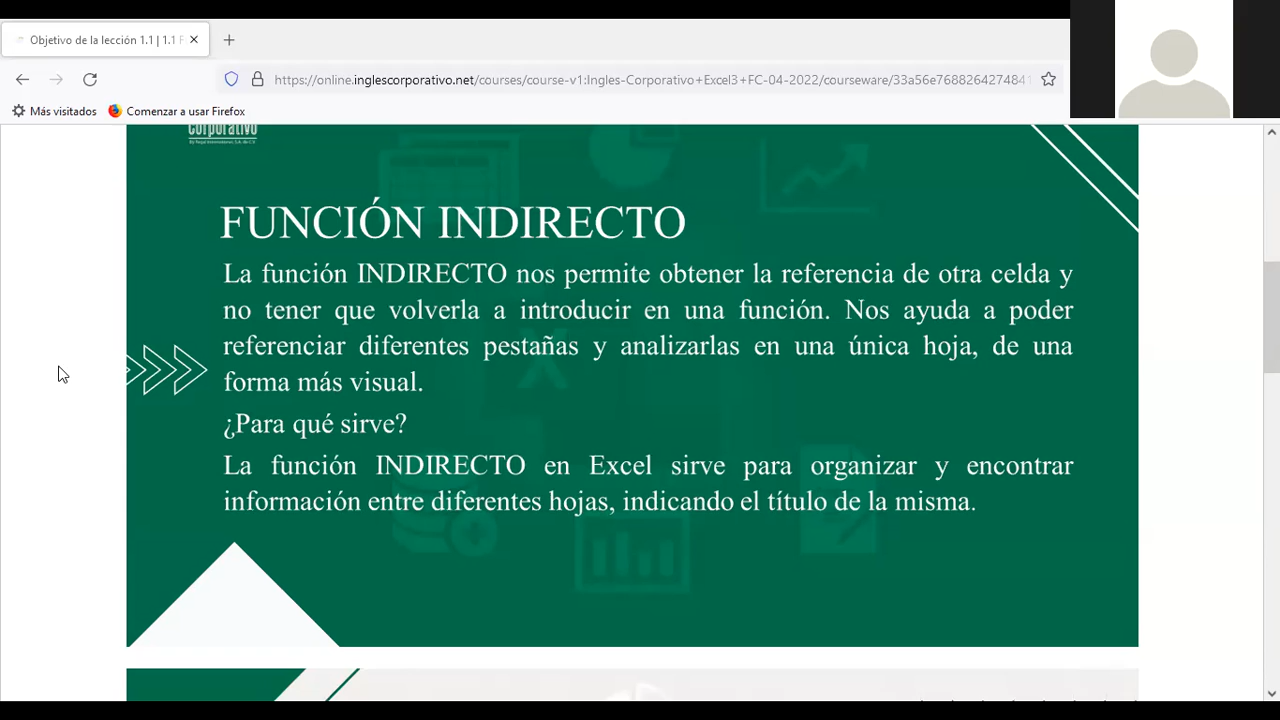 Objetivo de la lección 1.1 | 1.1 F
https://online.inglescorporativo.net/courses/course-v1:Ingles-Corporativo+Excel3+FC-04-2022/courseware/33a56e7688264274841
Más visitados Comenzar a usar Firefox
Corporativo
FUNCIÓN INDIRECTO
La función INDIRECTO nos permite obtener la referencia de otra celda y
no tener que volverla a introducir en una función. Nos ayuda a poder
referenciar diferentes pestañas y analizarlas en una única hoja, de una
forma más visual.
¿Para qué sirve?
La función INDIRECTO en Excel sirve para organizar y encontrar
información entre diferentes hojas, indicando el título de la misma.